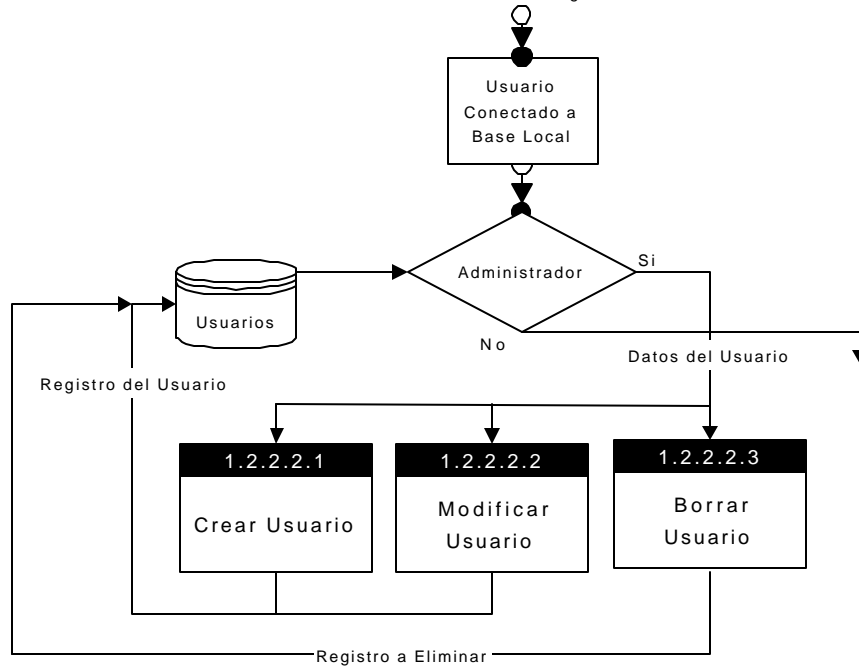 Usuario
Conectado a
Base Local
Administrador
Si
Usuarios
No
Datos del Usuario
Registro del Usuario
1.2.2.2.1
1.2.2.2.2
1.2.2.2.3
Crear Usuario
Modificar
Usuario
Borrar
Usuario
Registro a Eliminar